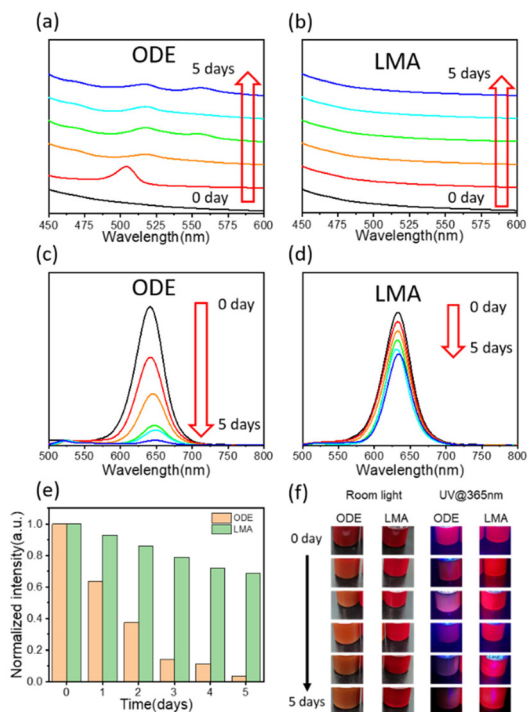 (a)
ODE
5 days
0 day
450 475 500 525 550 575 600
Wavelength(nm)
(b)
LMA
5 days
0 day
450 475 500 525 550 575 600
Wavelength(nm)
(c)
ODE
0 day
5 days
500 550 600 650 700 750 800
Wavelength(nm)
(d)
LMA
0 day
5 days
500 550 600 650 700 750 800
Wavelength(nm)
(e)
ODE
LMA
Normalized intensity(a.u.)
1.0
0.8
0.6
0.4
0.2
0.0
0 1 2 3 4 5
Time(days)
(f)
Room light UV@365nm
ODE LMA ODE LMA
0 day
5 days